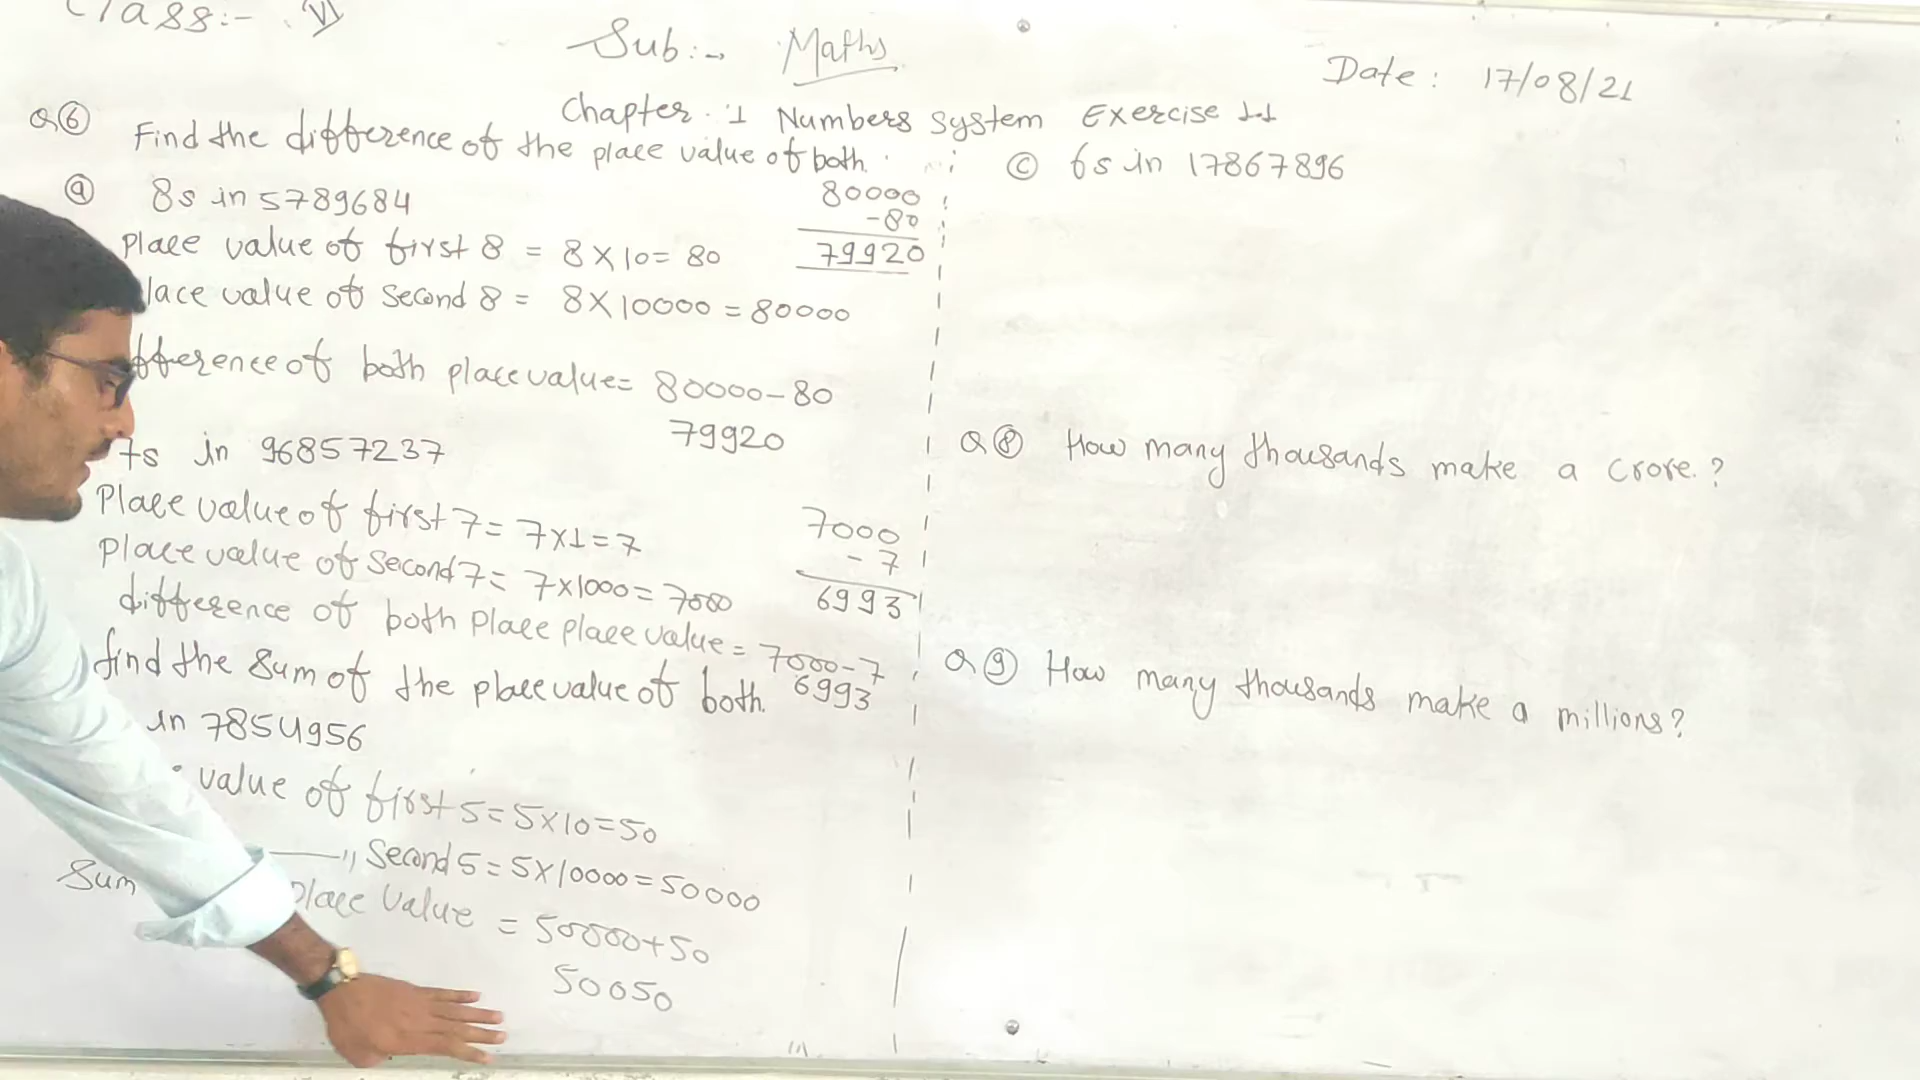 Class:- VI
Sub:- Maths
Date: 17/08/21
Chapter 1 Numbers system Exercise 1.1
Q.6 Find the difference of the place value of both.
a 8s in 5789684
Place value of first 8 = 8×10= 80
lace value of second 8 = 8×10000 = 80000
80000
-80
79920
fference of both place value= 80000-80
79920
7s in 96857237
Place value of first 7 = 7×1=7
Place value of second 7 = 7×1000= 7000
7000
-7
6993
difference of both place place value = 7000-7
6993
find the sum of the place value of both.
in 7854956
value of first 5 = 5×10=50
〃 Second 5 = 5×10000=50000
Sum place value = 50000+50
50050
c 6s in 17867896
Q.8 How many thousands make a crore.?
Q.9 How many thousands make a millions?